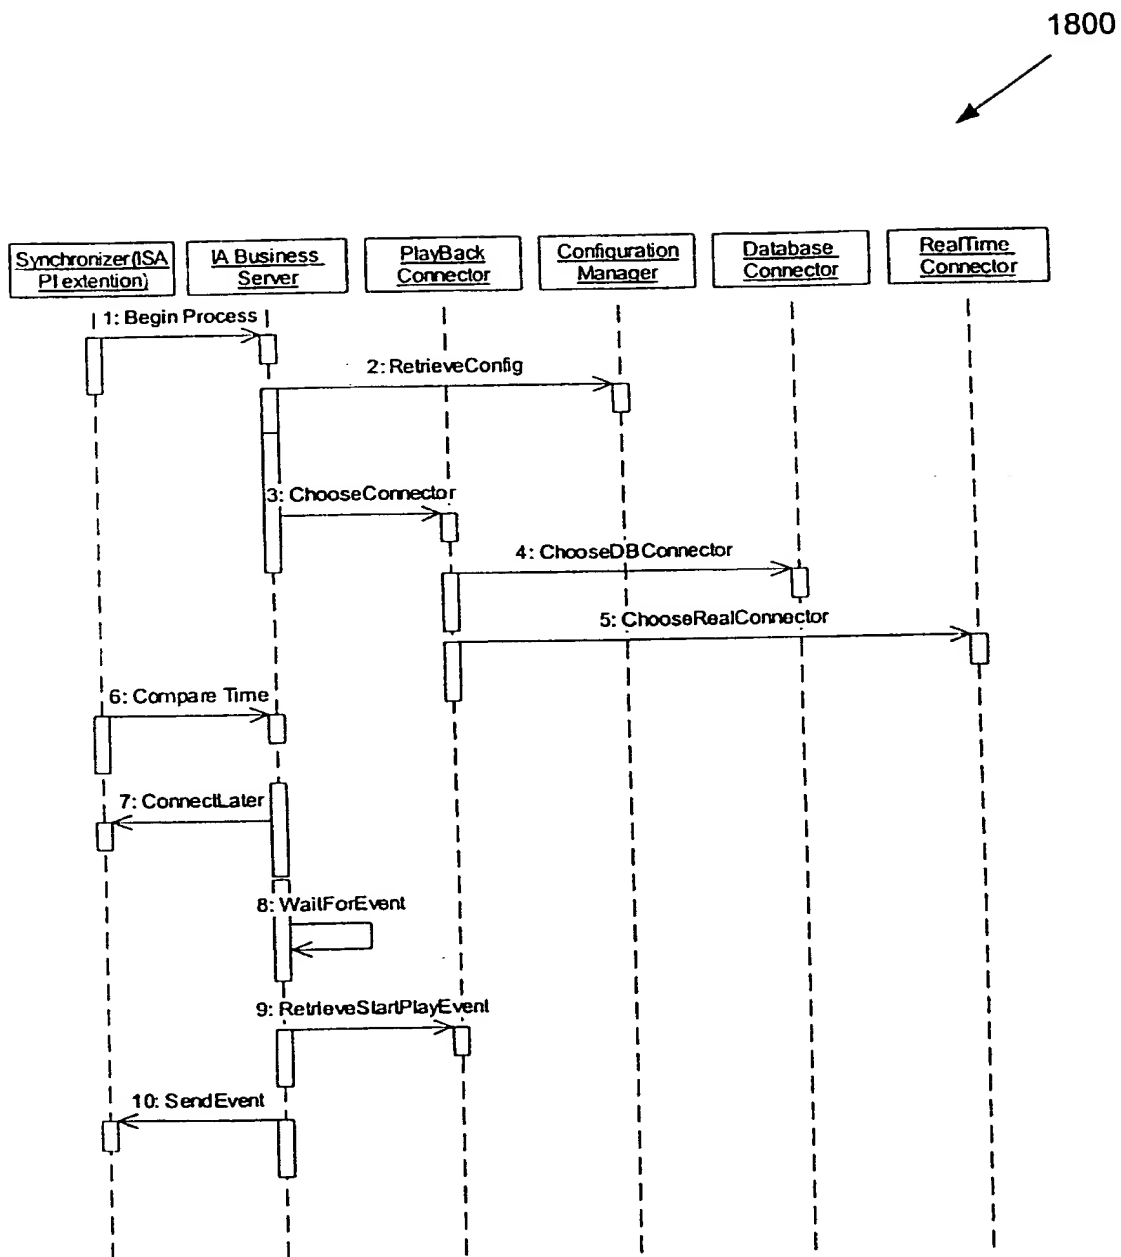 1800
Synchronizer(ISA
PI extention)
IA Business
Server
PlayBack
Connector
Configuration
Manager
Database
Connector
RealTime
Connector
1: Begin Process
2: RetrieveConfig
3: ChooseConnector
4: ChooseDBConnector
5: ChooseRealConnector
6: Compare Time
7: ConnectLater
8: WaitForEvent
9: RetrieveStartPlayEvent
10: SendEvent